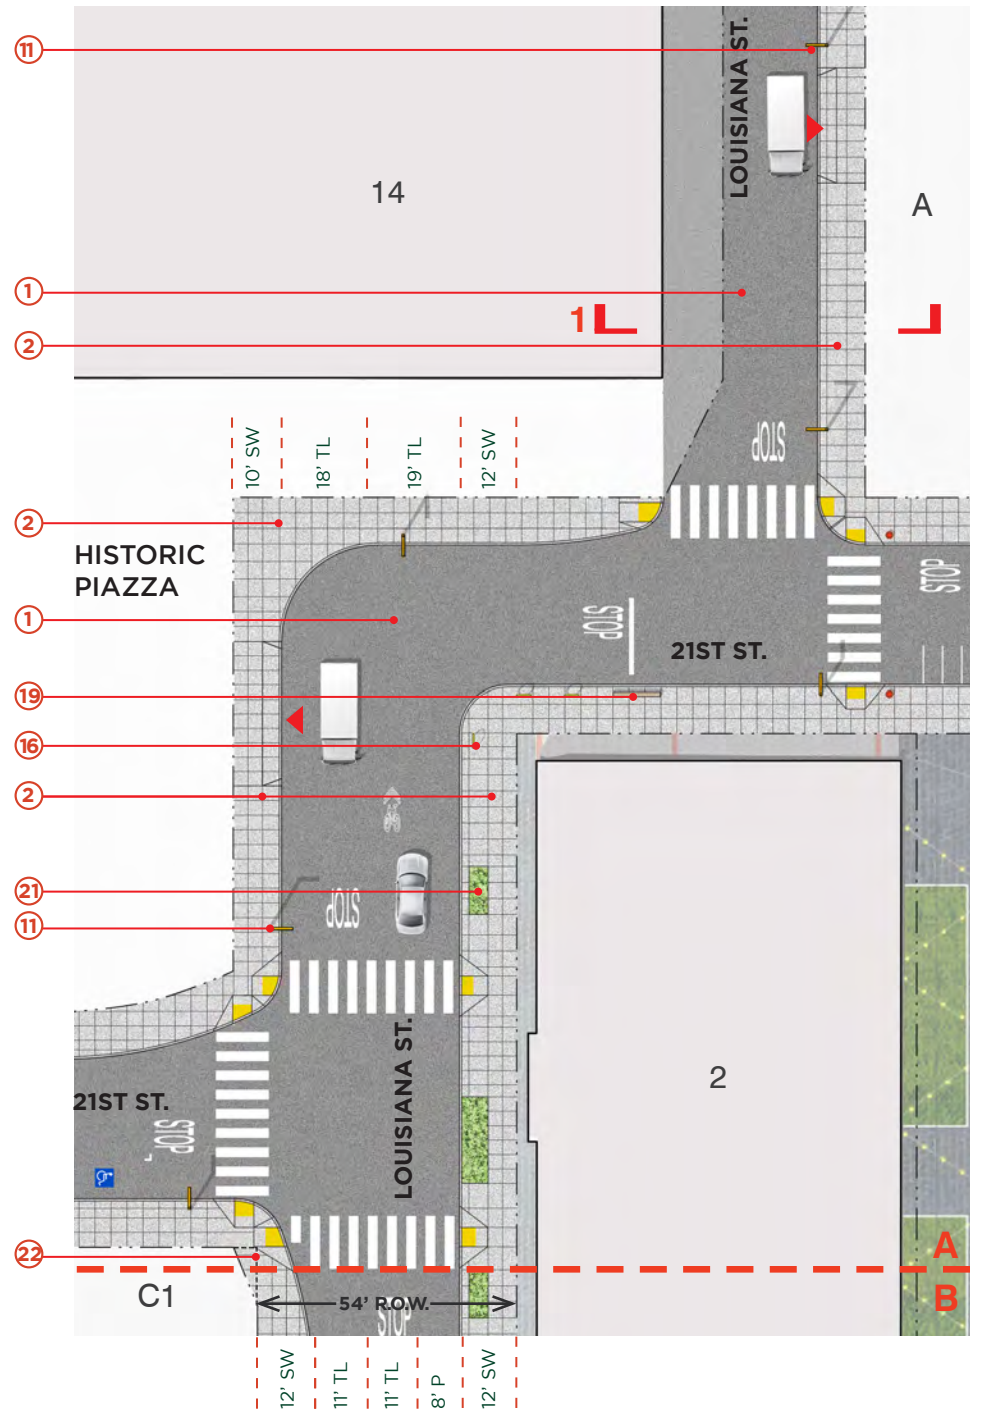 11
LOUISIANA ST.
14
A
1
1
2
STOP
10' SW
18' TL
19' TL
12' SW
2
HISTORIC
PIAZZA
STOP
1
STOP
21ST ST.
19
16
2
21
STOP
11
LOUISIANA ST.
2
21ST ST.
STOP
22
A
C1
54' R.O.W.
B
STOP
12' SW
11' TL
11' TL
8' P
12' SW